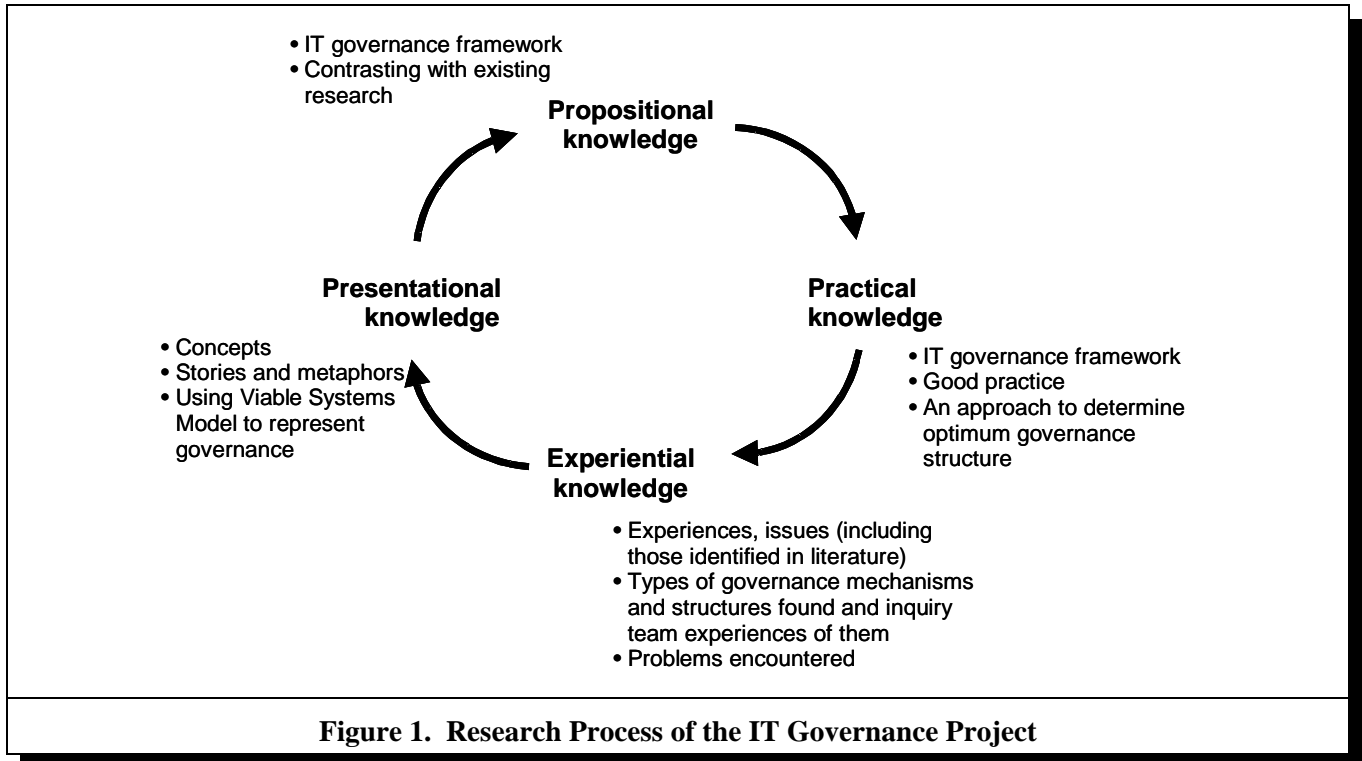 • IT governance framework
• Contrasting with existing
research
Propositional
knowledge
Presentational
knowledge
Practical
knowledge
• Concepts
• Stories and metaphors
• Using Viable Systems
Model to represent
governance
• IT governance framework
• Good practice
• An approach to determine
optimum governance
structure
Experiential
knowledge
• Experiences, issues (including
those identified in literature)
• Types of governance mechanisms
and structures found and inquiry
team experiences of them
• Problems encountered
Figure 1. Research Process of the IT Governance Project